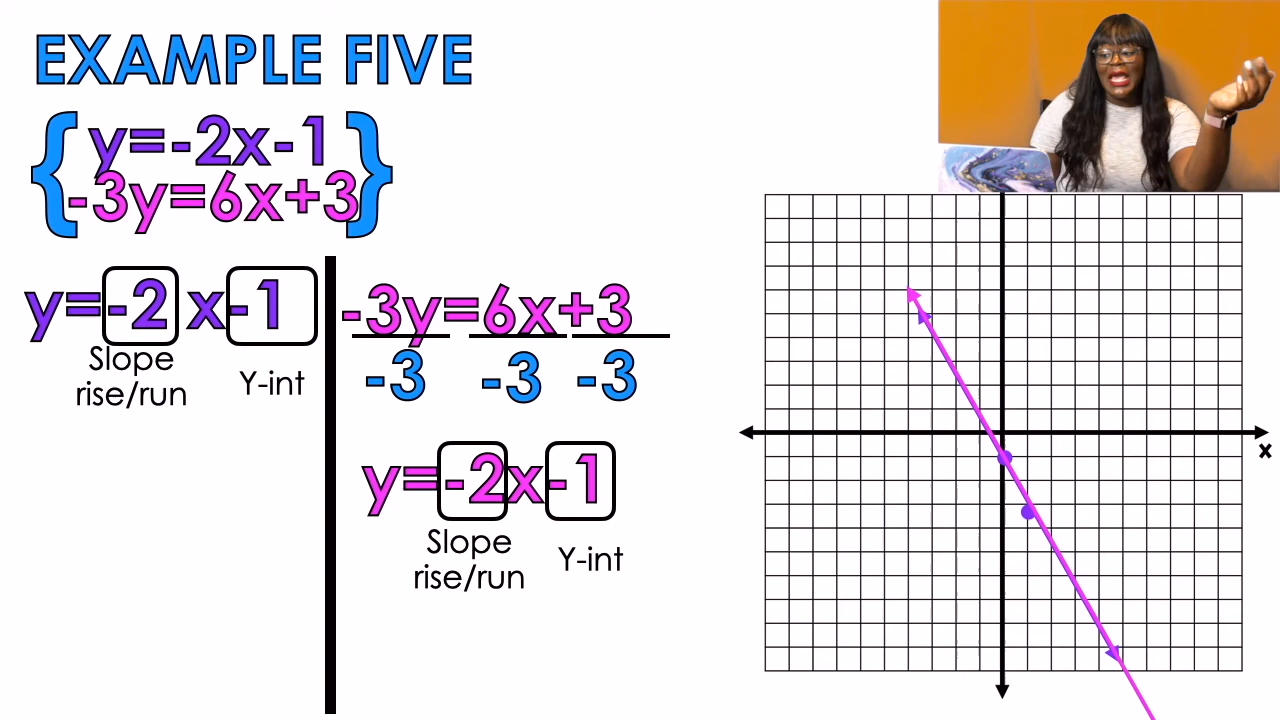 EXAMPLE FIVE
{ y=-2x-1
-3y=6x+3 }
y=-2 x-1
Slope
rise/run
Y-int
-3y=6x+3
-3 -3 -3
y=-2x-1
Slope
rise/run
Y-int
x